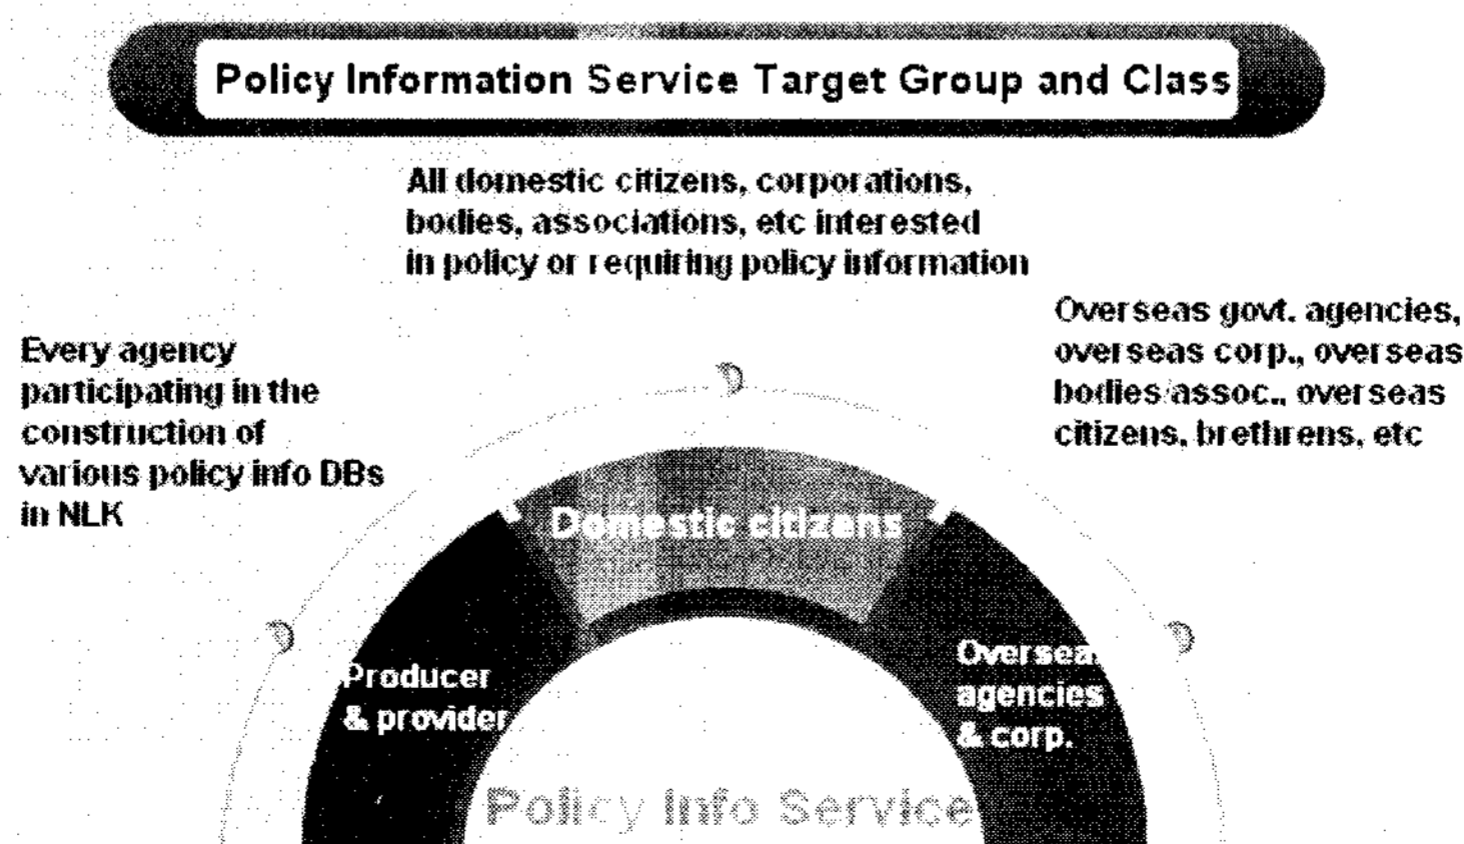 Policy Information Service Target Group and Class
All domestic citizens, corporations,
bodies, associations, etc interested
in policy or requiring policy information
Overseas govt. agencies,
overseas corp., overseas
bodies/assoc., overseas
citizens, brethrens, etc
Every agency
participating in the
construction of
various policy info DBs
in NLK
Domestic citizens
Producer
& provider
Overseas
agencies
& corp.
Policy Info Service